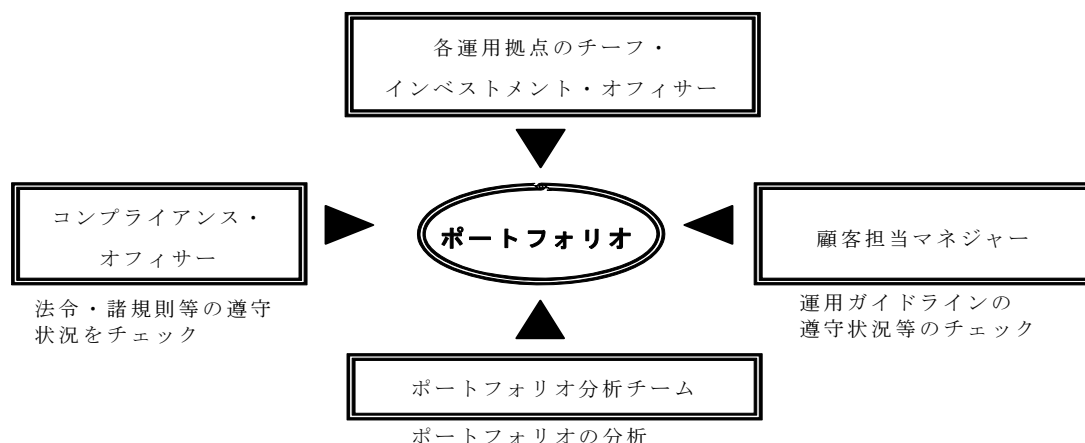 各運用拠点のチーフ・
インベストメント・オフィサー
コンプライアンス・
オフィサー
法令・諸規則等の遵守
状況をチェック
ポートフォリオ
顧客担当マネジャー
運用ガイドラインの
遵守状況等のチェック
ポートフォリオ分析チーム
ポートフォリオの分析